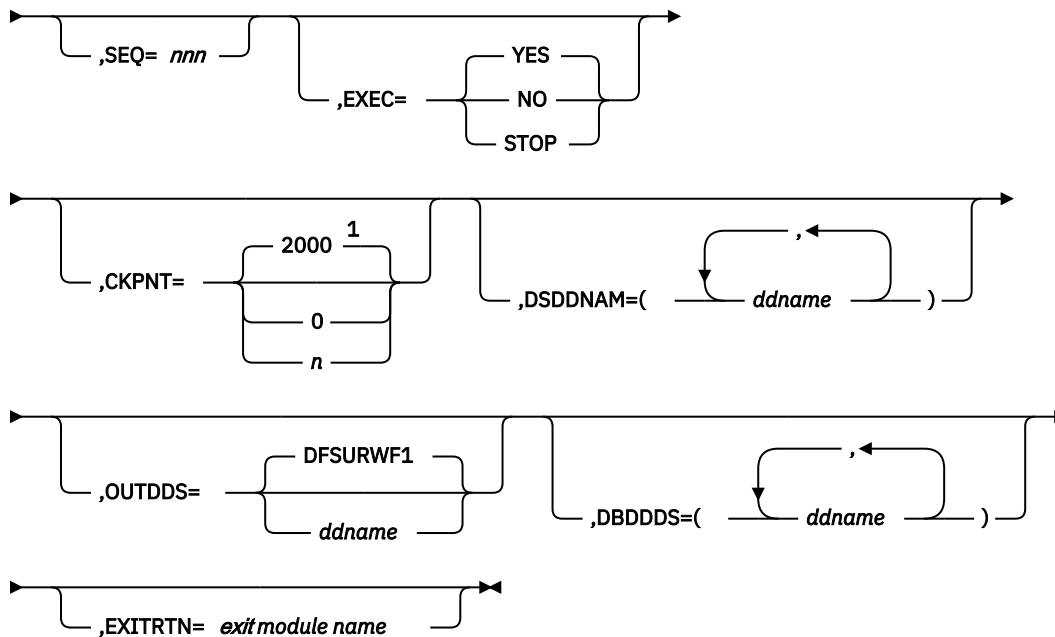 ,SEQ= nnn
,EXEC=
YES
NO
STOP
,CKPNT=
2000 1
0
n
,DSDDNAM=(
,
ddname
)
,OUTDDS=
DFSURWF1
ddname
,DBDDDS=(
,
ddname
)
,EXITRTN= exit module name